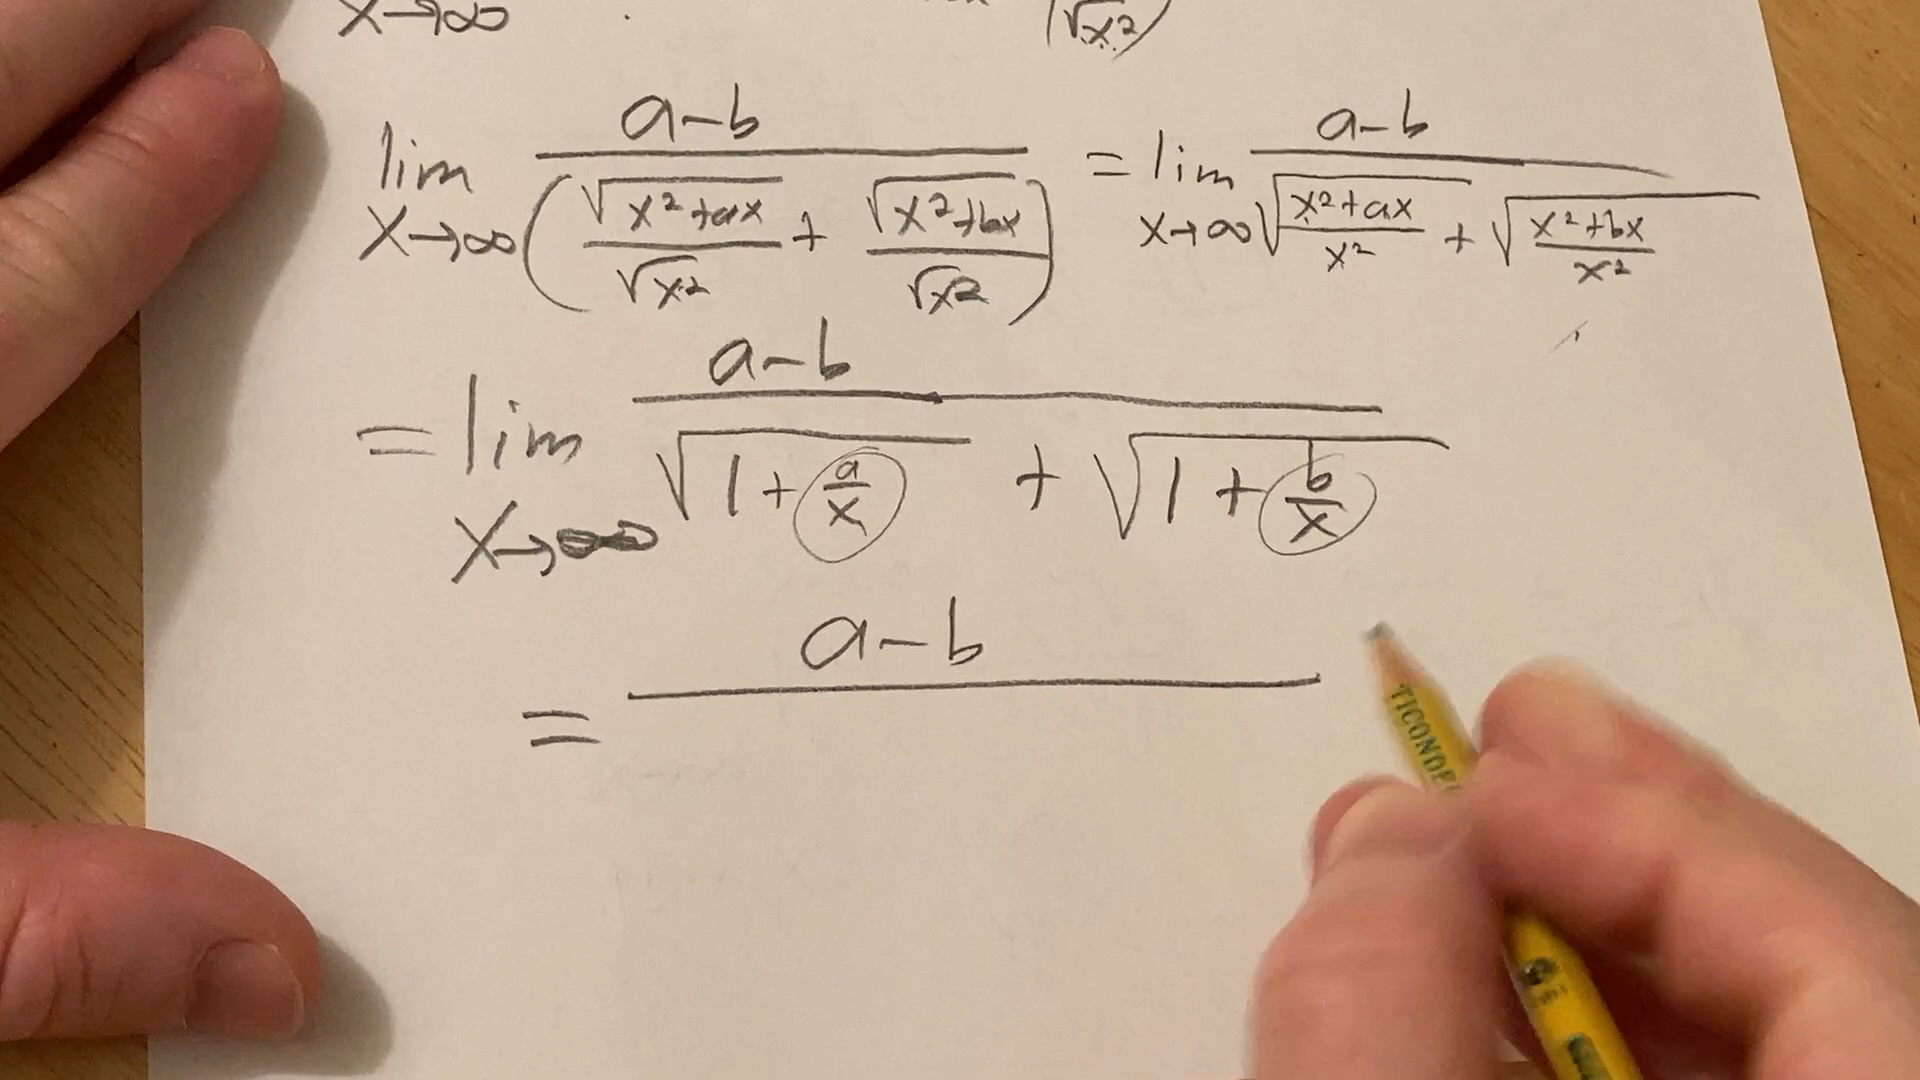 x→∞ √x²)
lim x→∞ (a-b)/(√(x²+ax)/√x² + √(x²+bx)/√x²) = lim x→∞ (a-b)/(√((x²+ax)/x²) + √((x²+bx)/x²))
= lim x→∞ (a-b)/(√(1+a/x) + √(1+b/x))
= a-b
TICONDE